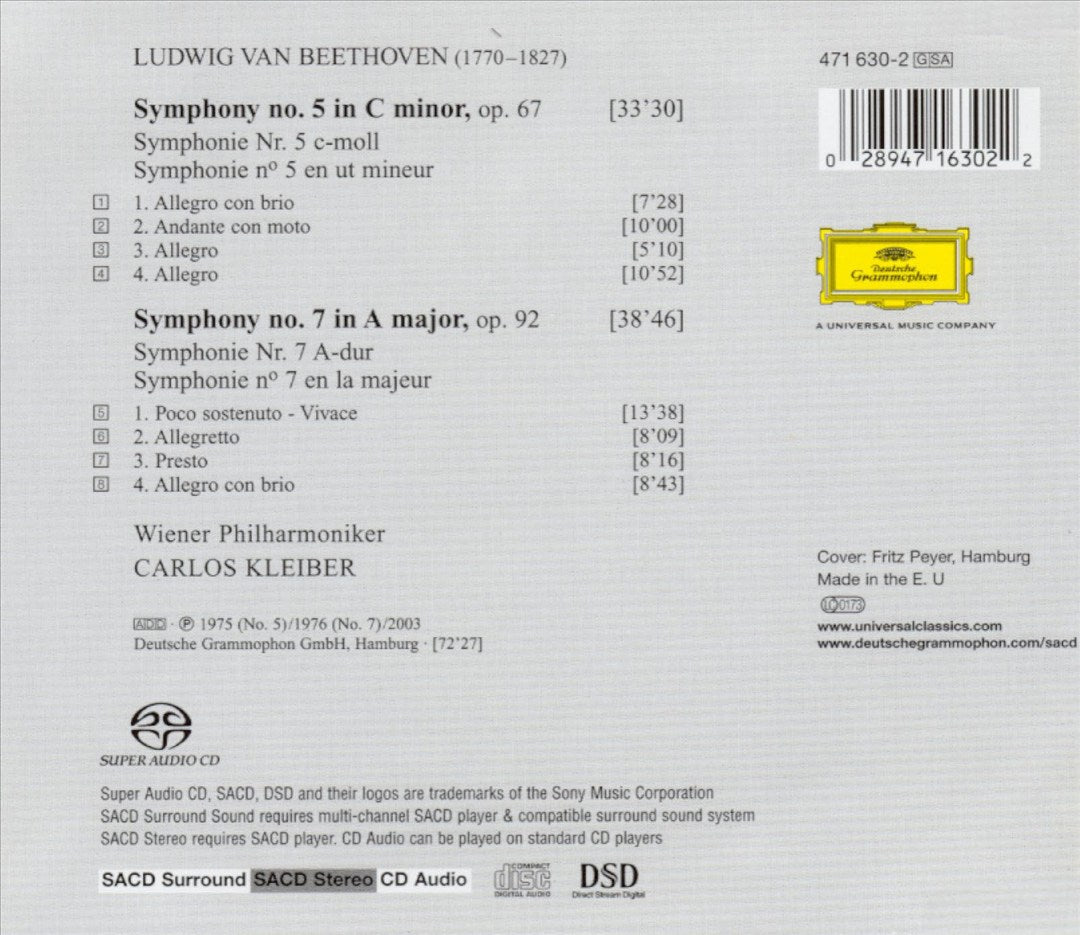 LUDWIG VAN BEETHOVEN (1770–1827)
Symphony no. 5 in C minor, op. 67 [33’30]
Symphonie Nr. 5 c-moll
Symphonie nº 5 en ut mineur
1 1. Allegro con brio [7’28]
2 2. Andante con moto [10’00]
3 3. Allegro [5’10]
4 4. Allegro [10’52]
Symphony no. 7 in A major, op. 92 [38’46]
Symphonie Nr. 7 A-dur
Symphonie nº 7 en la majeur
5 1. Poco sostenuto - Vivace [13’38]
6 2. Allegretto [8’09]
7 3. Presto [8’16]
8 4. Allegro con brio [8’43]
Wiener Philharmoniker
CARLOS KLEIBER
ADD · ℗ 1975 (No. 5)/1976 (No. 7)/2003
Deutsche Grammophon GmbH, Hamburg · [72’27]
471 630-2 GSA
0 28947 16302 2
Deutsche
Grammophon
A UNIVERSAL MUSIC COMPANY
Cover: Fritz Peyer, Hamburg
Made in the E. U
LC 0173
www.universalclassics.com
www.deutschegrammophon.com/sacd
SUPER AUDIO CD
Super Audio CD, SACD, DSD and their logos are trademarks of the Sony Music Corporation
SACD Surround Sound requires multi-channel SACD player & compatible surround sound system
SACD Stereo requires SACD player. CD Audio can be played on standard CD players
SACD Surround SACD Stereo CD Audio
COMPACT
disc
DIGITAL AUDIO
DSD
Direct Stream Digital